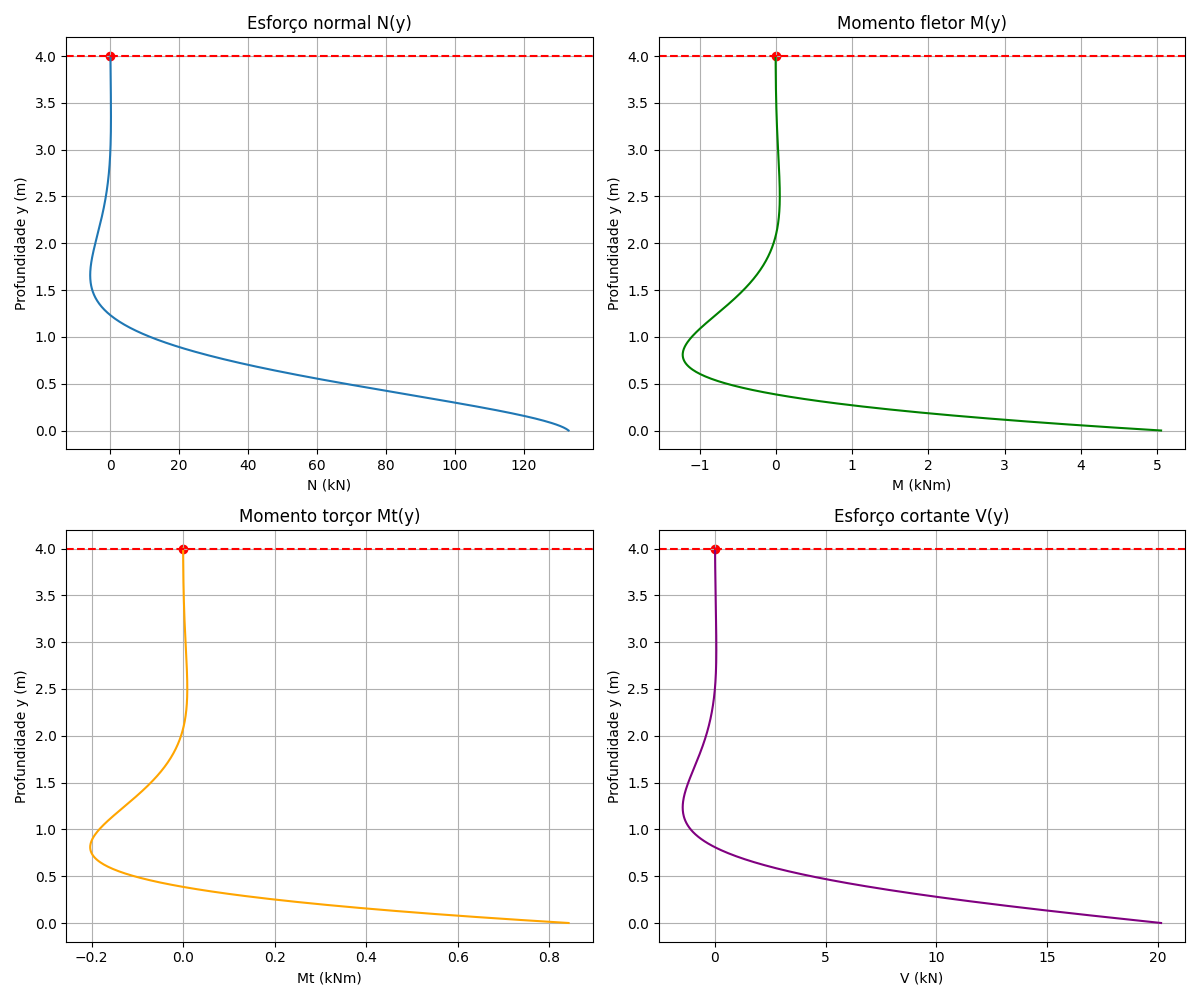 Esforço normal N(y)
Profundidade y (m)
4.0
3.5
3.0
2.5
2.0
1.5
1.0
0.5
0.0
0 20 40 60 80 100 120
N (kN)
Momento fletor M(y)
Profundidade y (m)
4.0
3.5
3.0
2.5
2.0
1.5
1.0
0.5
0.0
−1 0 1 2 3 4 5
M (kNm)
Momento torçor Mt(y)
Profundidade y (m)
4.0
3.5
3.0
2.5
2.0
1.5
1.0
0.5
0.0
−0.2 0.0 0.2 0.4 0.6 0.8
Mt (kNm)
Esforço cortante V(y)
Profundidade y (m)
4.0
3.5
3.0
2.5
2.0
1.5
1.0
0.5
0.0
0 5 10 15 20
V (kN)